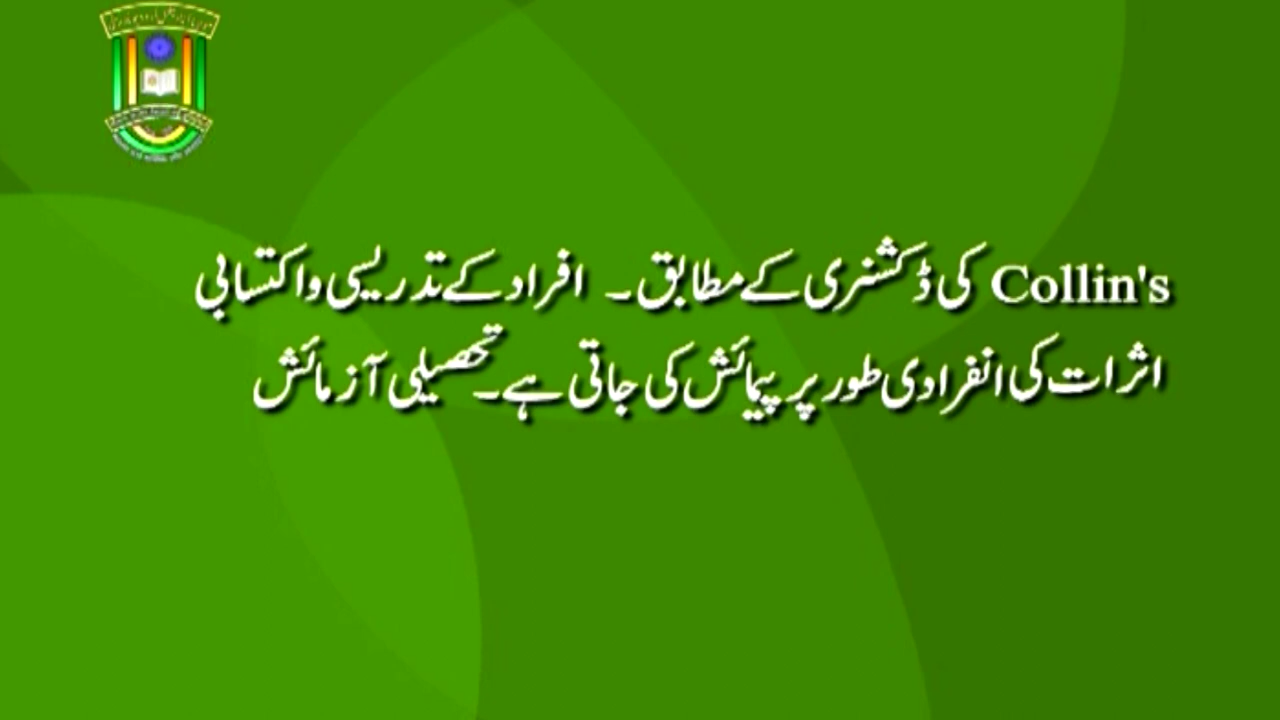 Collin's کی ڈکشنری کے مطابق۔ افراد کے تدریسی و اکتسابی
اثرات کی انفرادی طور پر پیمائش کی جاتی ہے۔ تحصیلی آزمائش